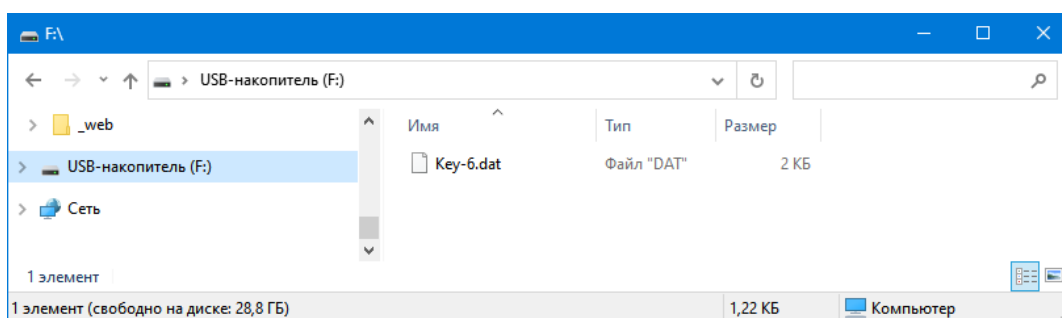 F:\
USB-накопитель (F:)
_web
Имя
Тип
Размер
USB-накопитель (F:)
Key-6.dat
Файл "DAT"
2 КБ
Сеть
1 элемент
1 элемент (свободно на диске: 28,8 ГБ)
1,22 КБ
Компьютер